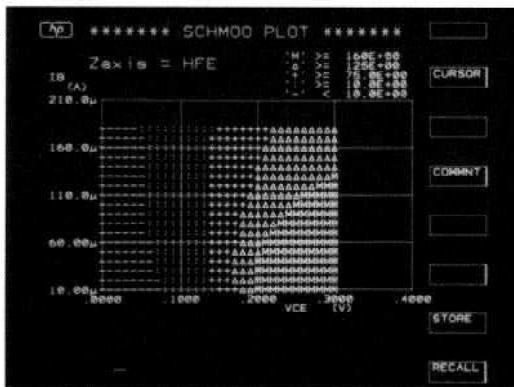 hp ******* SCHMOO PLOT *******
Zaxis = HFE
'M' >= 160E+00
'Δ' >= 125E+00
'+' >= 75.0E+00
'.' >= 10.0E+00
'-' < 10.0E+00
IB
(A)
210.0μ
160.0μ
110.0μ
60.00μ
10.00μ
.0000 .1000 .2000 .3000 .4000
VCE (V)
CURSOR
COMMNT
STORE
RECALL